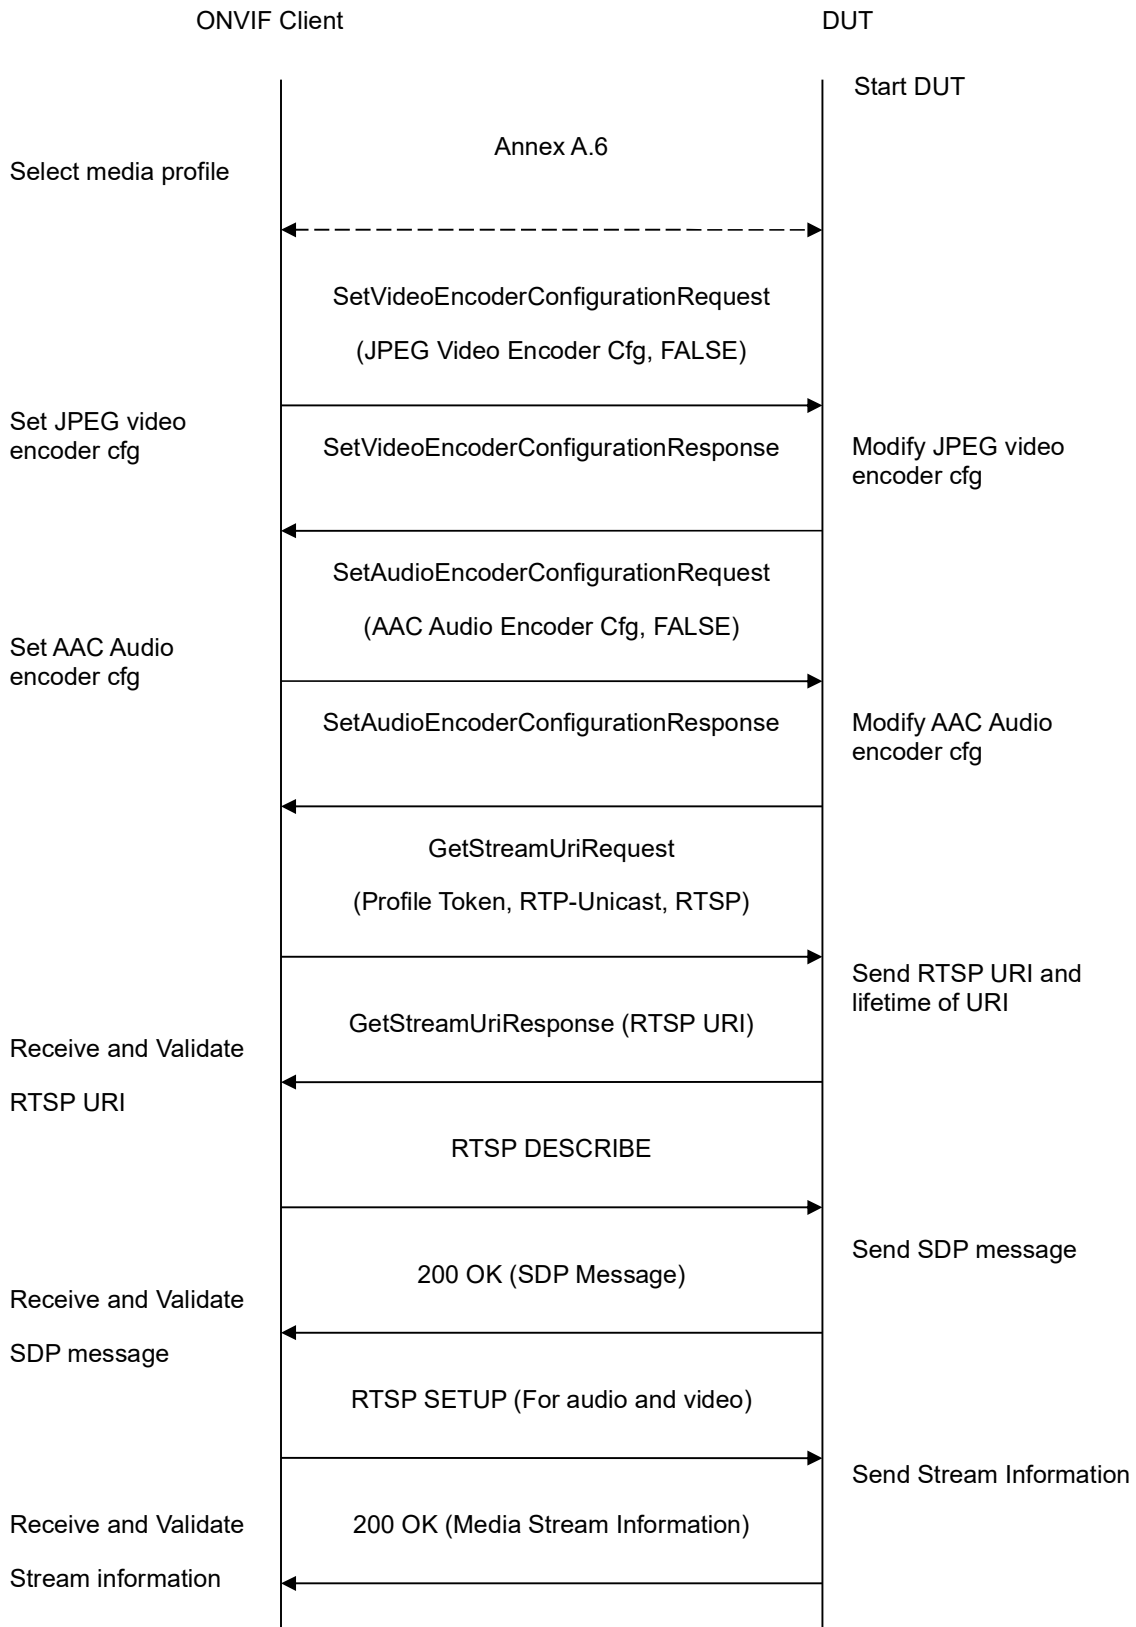 ONVIF Client
DUT
Start DUT
Annex A.6
Select media profile
SetVideoEncoderConfigurationRequest
(JPEG Video Encoder Cfg, FALSE)
Set JPEG video
encoder cfg
SetVideoEncoderConfigurationResponse
Modify JPEG video
encoder cfg
SetAudioEncoderConfigurationRequest
(AAC Audio Encoder Cfg, FALSE)
Set AAC Audio
encoder cfg
SetAudioEncoderConfigurationResponse
Modify AAC Audio
encoder cfg
GetStreamUriRequest
(Profile Token, RTP-Unicast, RTSP)
Send RTSP URI and
lifetime of URI
GetStreamUriResponse (RTSP URI)
Receive and Validate
RTSP URI
RTSP DESCRIBE
Send SDP message
200 OK (SDP Message)
Receive and Validate
SDP message
RTSP SETUP (For audio and video)
Send Stream Information
200 OK (Media Stream Information)
Receive and Validate
Stream information